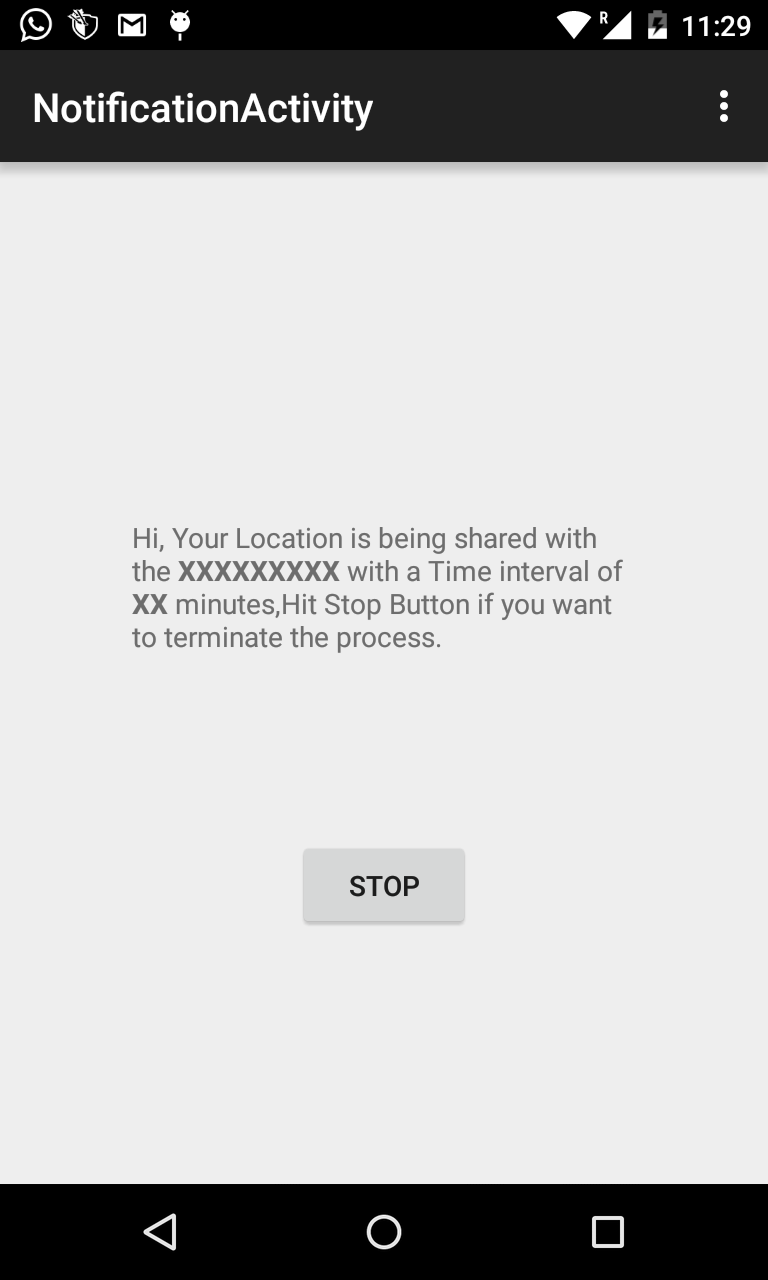 R
11:29
NotificationActivity
Hi, Your Location is being shared with
the XXXXXXXXX with a Time interval of
XX minutes,Hit Stop Button if you want
to terminate the process.
STOP